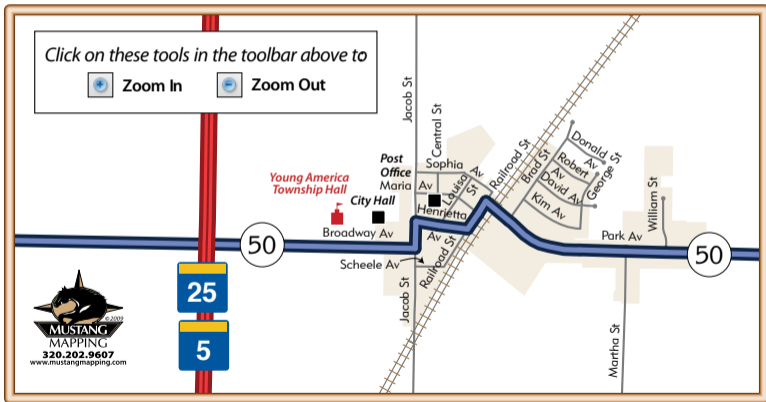 Click on these tools in the toolbar above to
Zoom In
Zoom Out
Jacob St
Central St
Post
Office
Sophia Av
Maria Av
Louisa St
Railroad St
Donald St
Robert Av
Brad St
David Av
George St
Kim Av
Young America
Township Hall
City Hall
Henrietta Av
Broadway Av
50
Scheele Av
Railroad St
Jacob St
Park Av
William St
50
Martha St
25
5
© 2009
MUSTANG
MAPPING
320.202.9607
www.mustangmapping.com